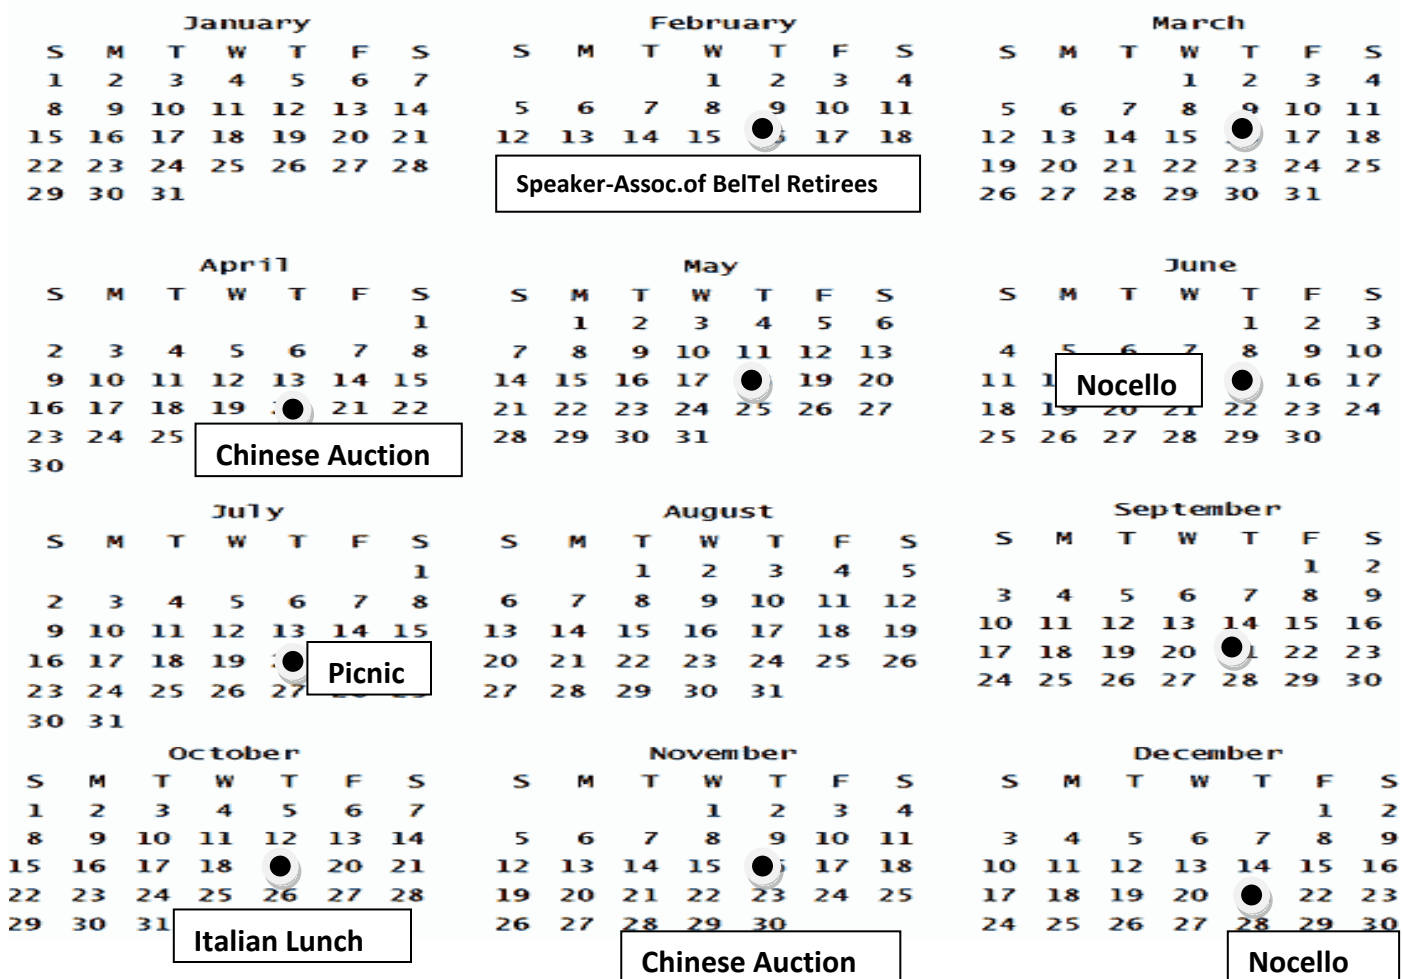 January February March
S M T W T F S S M T W T F S S M T W T F S
1 2 3 4 5 6 7 1 2 3 4 1 2 3 4
8 9 10 11 12 13 14 5 6 7 8 9 10 11 5 6 7 8 9 10 11
15 16 17 18 19 20 21 12 13 14 15 17 18 12 13 14 15 17 18
22 23 24 25 26 27 28 Speaker-Assoc.of BelTel Retirees 19 20 21 22 23 24 25
29 30 31 26 27 28 29 30 31
April May June
S M T W T F S S M T W T F S S M T W T F S
1 1 2 3 4 5 6 1 2 3
2 3 4 5 6 7 8 7 8 9 10 11 12 13 4 5 6 7 8 9 10
9 10 11 12 13 14 15 14 15 16 17 19 20 11 Nocello 16 17
16 17 18 19 21 22 21 22 23 24 25 26 27 18 19 20 21 22 23 24
23 24 25 Chinese Auction 28 29 30 31 25 26 27 28 29 30
30
July August September
S M T W T F S S M T W T F S S M T W T F S
1 1 2 3 4 5 1 2
2 3 4 5 6 7 8 6 7 8 9 10 11 12 3 4 5 6 7 8 9
9 10 11 12 13 14 15 13 14 15 16 17 18 19 10 11 12 13 14 15 16
16 17 18 19 Picnic 20 21 22 23 24 25 26 17 18 19 20 22 23
23 24 25 26 27 27 28 29 30 31 24 25 26 27 28 29 30
30 31
October November December
S M T W T F S S M T W T F S S M T W T F S
1 2 3 4 5 6 7 1 2 3 4 1 2
8 9 10 11 12 13 14 5 6 7 8 9 10 11 3 4 5 6 7 8 9
15 16 17 18 20 21 12 13 14 15 17 18 10 11 12 13 14 15 16
22 23 24 25 26 27 28 19 20 21 22 23 24 25 17 18 19 20 22 23
29 30 31 26 27 28 29 30 24 25 26 27 28 29 30
Italian Lunch Chinese Auction Nocello